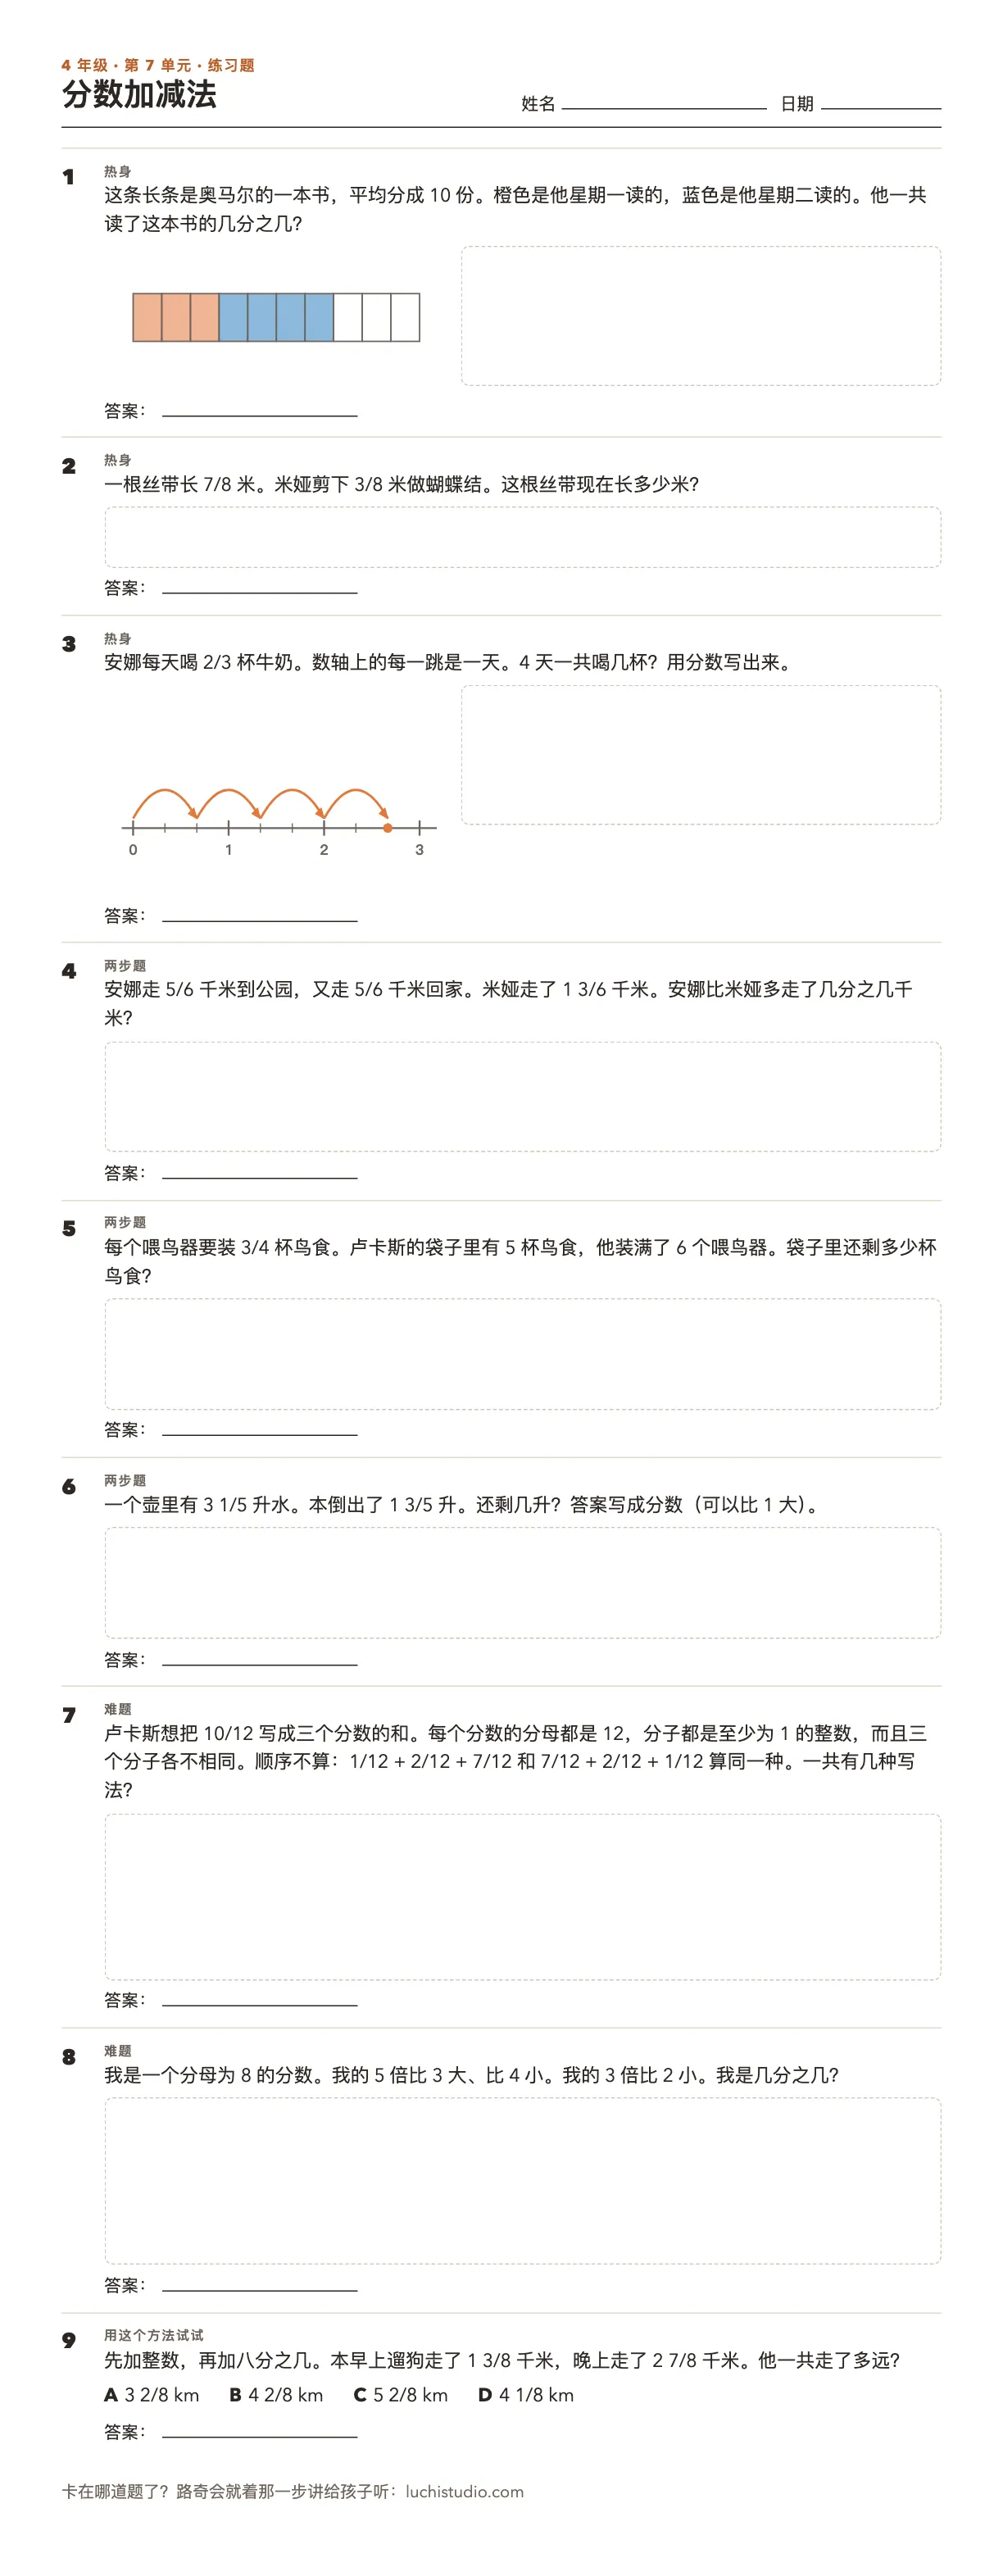 4 年级·第 7 单元·练习题
分数加减法
姓名
日期
1
热身
这条长条是奥马尔的一本书，平均分成 10 份。橙色是他星期一读的，蓝色是他星期二读的。他一共
读了这本书的几分之几？
答案：
2
热身
一根丝带长 7/8 米。米娅剪下 3/8 米做蝴蝶结。这根丝带现在长多少米？
答案：
3
热身
安娜每天喝 2/3 杯牛奶。数轴上的每一跳是一天。4 天一共喝几杯？用分数写出来。
0 1 2 3
答案：
4
两步题
安娜走 5/6 千米到公园，又走 5/6 千米回家。米娅走了 1 3/6 千米。安娜比米娅多走了几分之几千
米？
答案：
5
两步题
每个喂鸟器要装 3/4 杯鸟食。卢卡斯的袋子里有 5 杯鸟食，他装满了 6 个喂鸟器。袋子里还剩多少杯
鸟食？
答案：
6
两步题
一个壶里有 3 1/5 升水。本倒出了 1 3/5 升。还剩几升？答案写成分数（可以比 1 大）。
答案：
7
难题
卢卡斯想把 10/12 写成三个分数的和。每个分数的分母都是 12，分子都是至少为 1 的整数，而且三
个分子各不相同。顺序不算：1/12 + 2/12 + 7/12 和 7/12 + 2/12 + 1/12 算同一种。一共有几种写
法？
答案：
8
难题
我是一个分母为 8 的分数。我的 5 倍比 3 大、比 4 小。我的 3 倍比 2 小。我是几分之几？
答案：
9
用这个方法试试
先加整数，再加八分之几。本早上遛狗走了 1 3/8 千米，晚上走了 2 7/8 千米。他一共走了多远？
A 3 2/8 km B 4 2/8 km C 5 2/8 km D 4 1/8 km
答案：
卡在哪道题了？路奇会就着那一步讲给孩子听：luchistudio.com